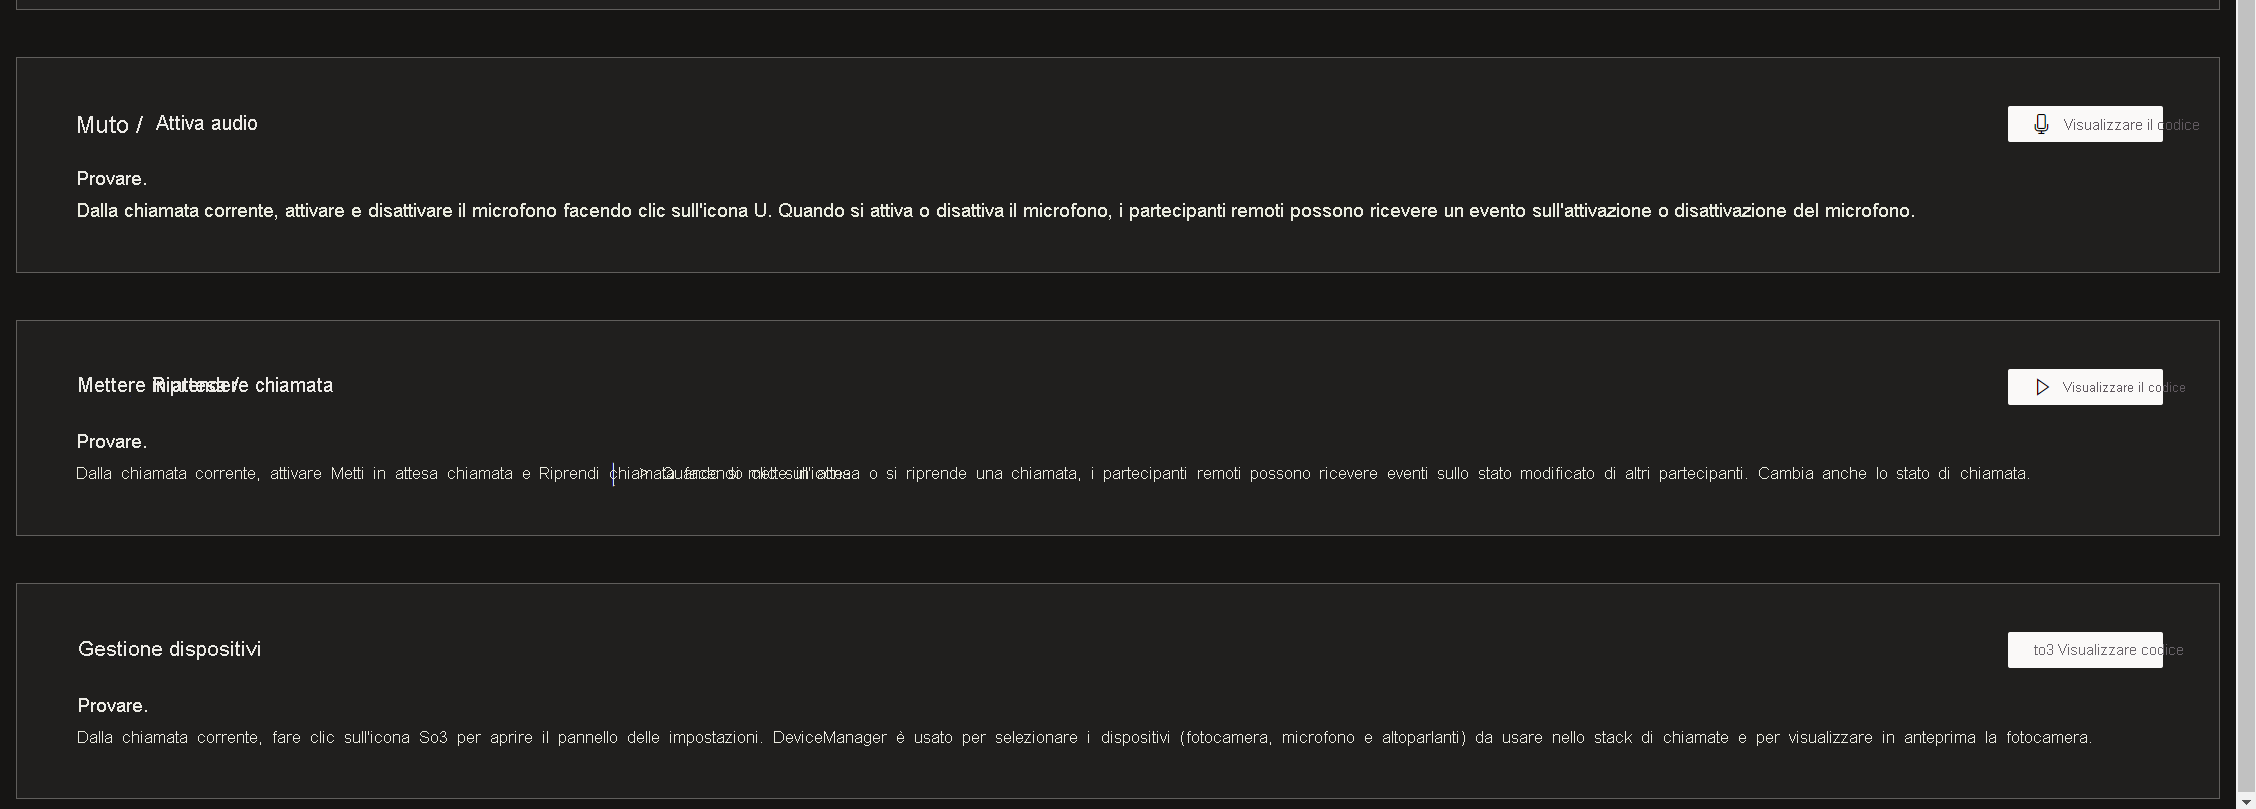 Muto / Attiva audio
Visualizzare il codice
Provare.
Dalla chiamata corrente, attivare e disattivare il microfono facendo clic sull'icona U. Quando si attiva o disattiva il microfono, i partecipanti remoti possono ricevere un evento sull'attivazione o disattivazione del microfono.
Mettere in attesa / Riprendere chiamata
Visualizzare il codice
Provare.
Dalla chiamata corrente, attivare Metti in attesa chiamata e Riprendi chiamata facendo clic sull'icona > Quando si mette in attesa o si riprende una chiamata, i partecipanti remoti possono ricevere eventi sullo stato modificato di altri partecipanti. Cambia anche lo stato di chiamata.
Gestione dispositivi
to3 Visualizzare codice
Provare.
Dalla chiamata corrente, fare clic sull'icona So3 per aprire il pannello delle impostazioni. DeviceManager è usato per selezionare i dispositivi (fotocamera, microfono e altoparlanti) da usare nello stack di chiamate e per visualizzare in anteprima la fotocamera.